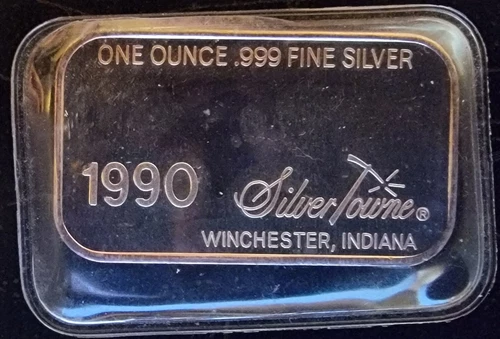 ONE OUNCE .999 FINE SILVER
1990
SilverTowne®
WINCHESTER, INDIANA